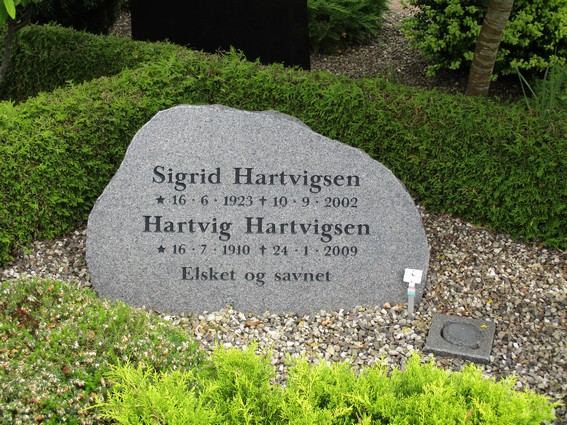 Sigrid Hartvigsen
★ 16 · 6 · 1923 ✝ 10 · 9 · 2002
Hartvig Hartvigsen
★ 16 · 7 · 1910 ✝ 24 · 1 · 2009
Elsket og savnet